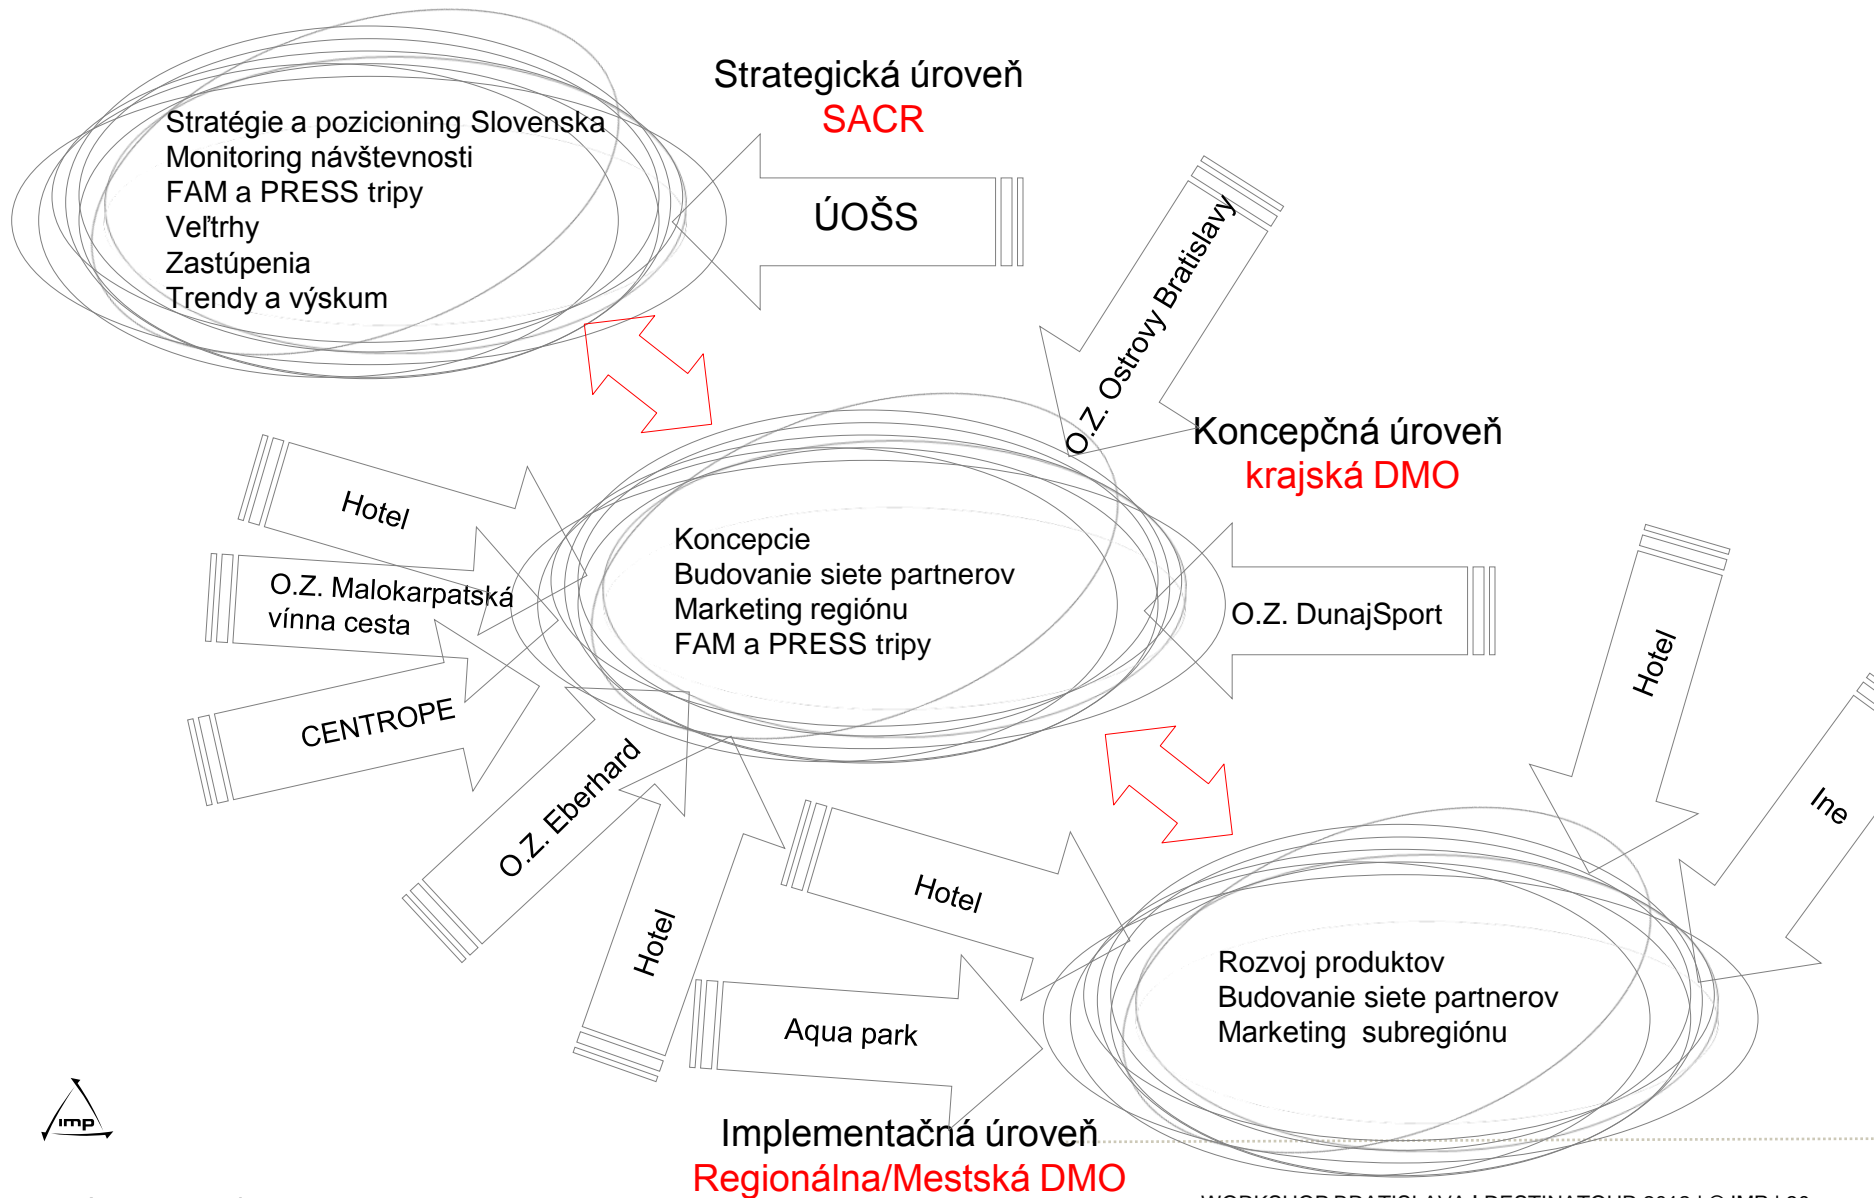 Strategická úroveň
SACR
Stratégie a pozicioning Slovenska
Monitoring návštevnosti
FAM a PRESS tripy
Veľtrhy
Zastúpenia
Trendy a výskum
ÚOŠS
O.Z. Ostrovy Bratislavy
Koncepčná úroveň
krajská DMO
Hotel
O.Z. Malokarpatská
vínna cesta
CENTROPE
O.Z. Eberhard
Hotel
Koncepcie
Budovanie siete partnerov
Marketing regiónu
FAM a PRESS tripy
O.Z. DunajSport
Hotel
Ine
Hotel
Aqua park
Rozvoj produktov
Budovanie siete partnerov
Marketing subregiónu
Implementačná úroveň
Regionálna/Mestská DMO
imp